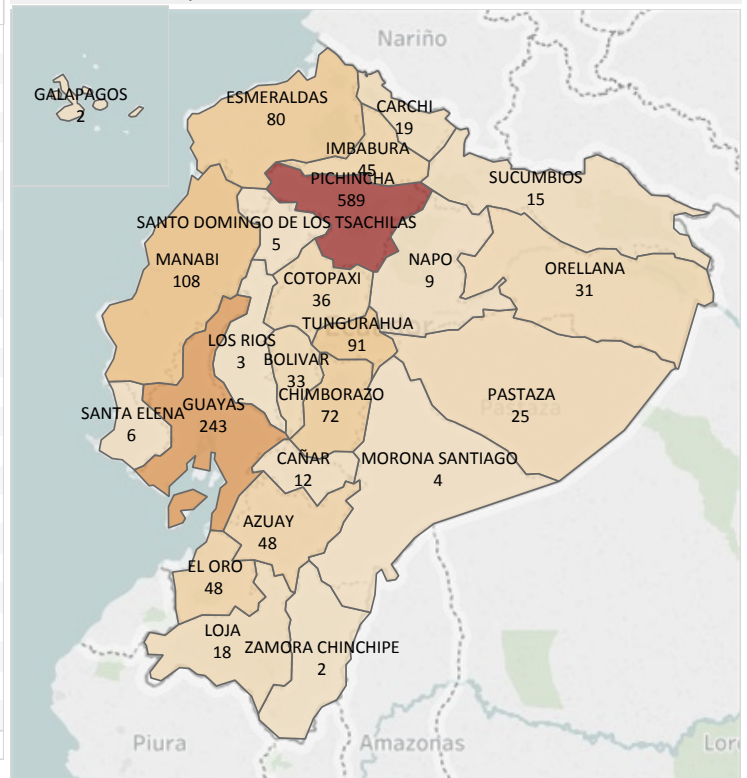 Nariño
GALAPAGOS
2
ESMERALDAS
80
CARCHI
19
IMBABURA
45
PICHINCHA
589
SUCUMBIOS
15
SANTO DOMINGO DE LOS TSACHILAS
5
MANABI
108
NAPO
9
ORELLANA
31
COTOPAXI
36
TUNGURAHUA
91
LOS RIOS
3
BOLIVAR
33
CHIMBORAZO
72
PASTAZA
25
Pastaza
SANTA ELENA
6
GUAYAS
243
CAÑAR
12
MORONA SANTIAGO
4
AZUAY
48
EL ORO
48
LOJA
18
ZAMORA CHINCHIPE
2
Piura
Amazonas